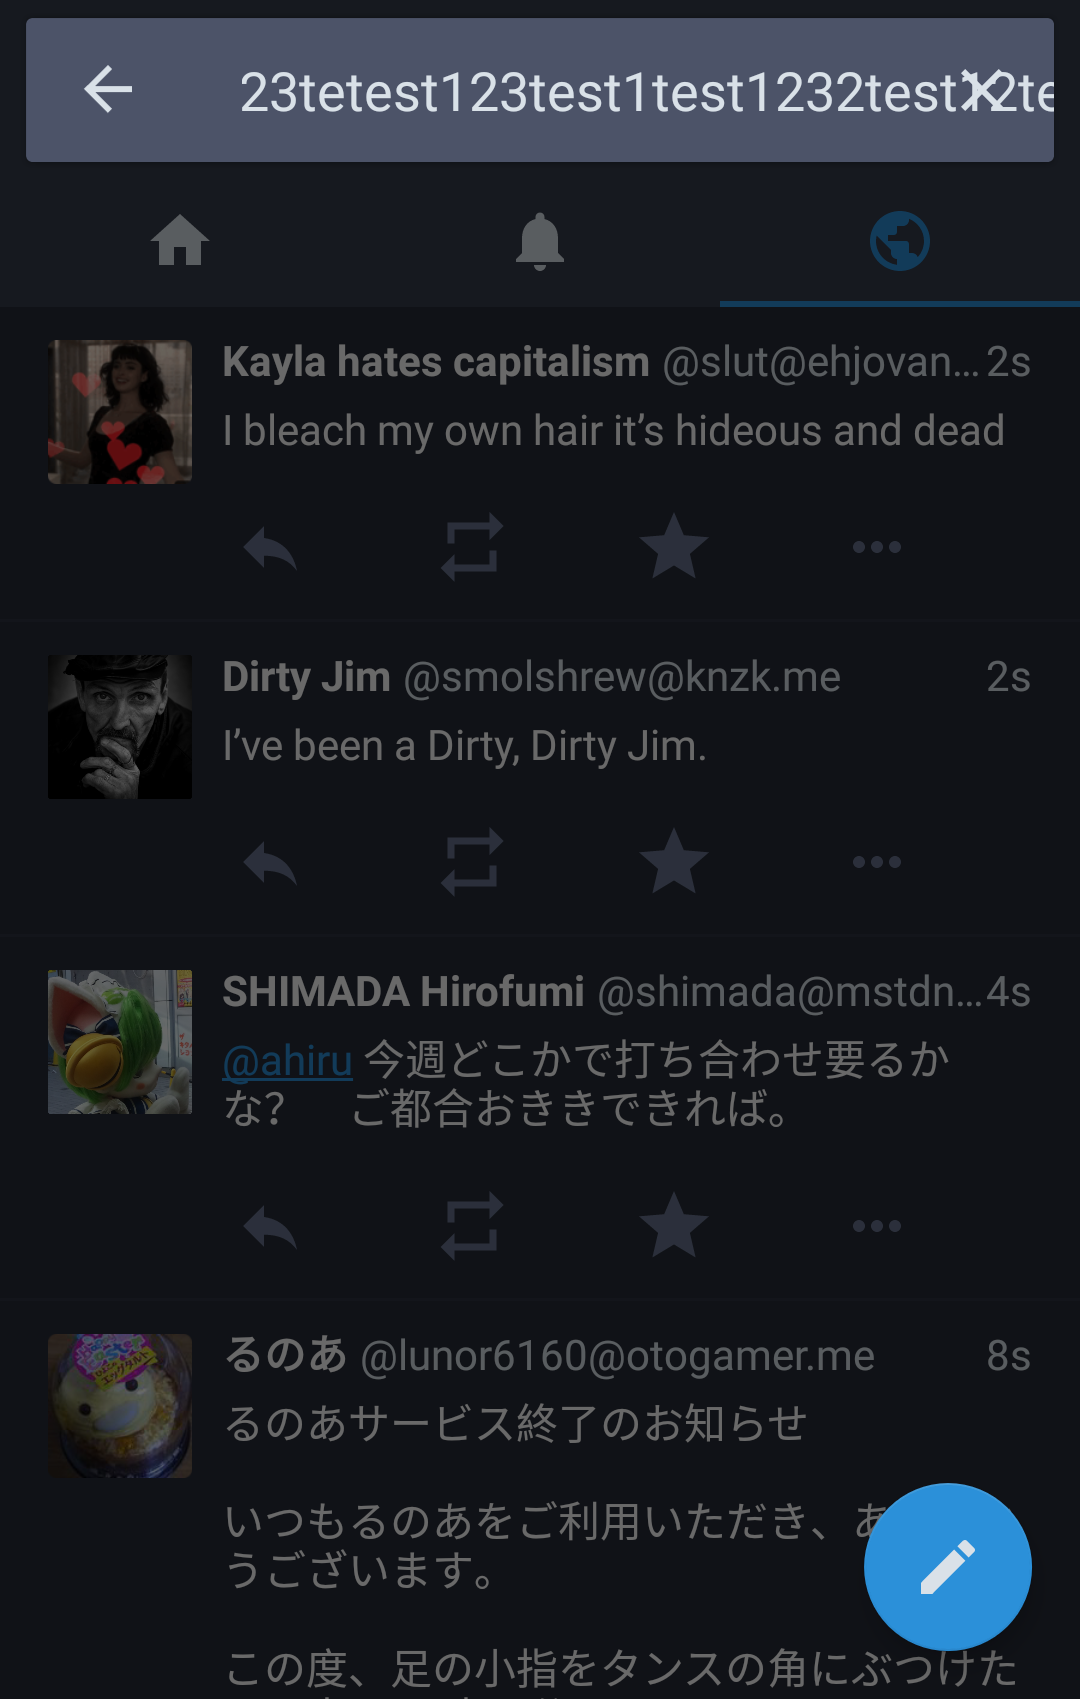 23tetest123test1test1232test12te
Kayla hates capitalism @slut@ehjovan… 2s
I bleach my own hair it’s hideous and dead
Dirty Jim @smolshrew@knzk.me 2s
I’ve been a Dirty, Dirty Jim.
SHIMADA Hirofumi @shimada@mstdn… 4s
@ahiru 今週どこかで打ち合わせ要るか
な？　ご都合おききできれば。
るのあ @lunor6160@otogamer.me 8s
るのあサービス終了のお知らせ
いつもるのあをご利用いただき、あ
うございます。
この度、足の小指をタンスの角にぶつけた